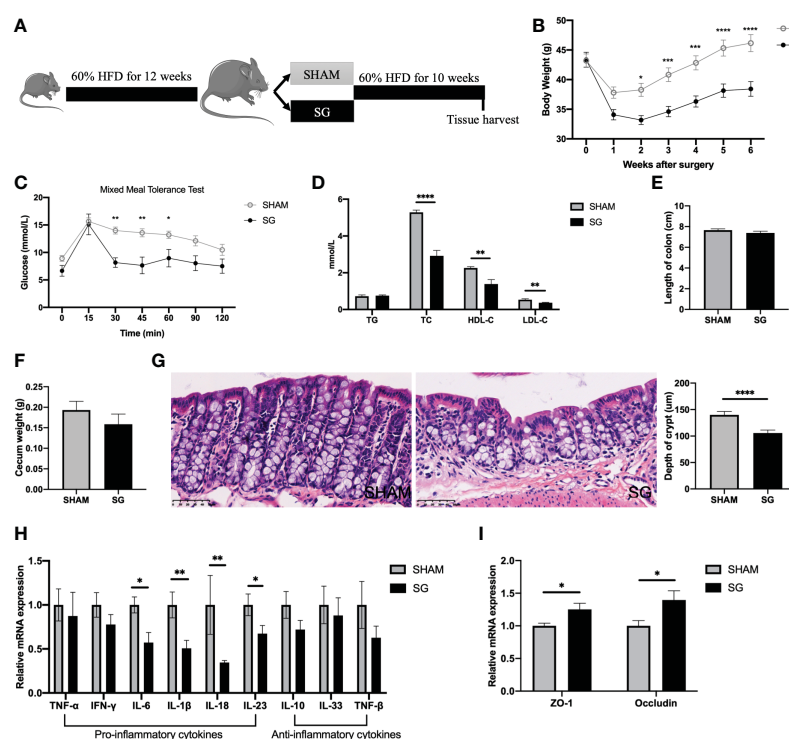 A
60% HFD for 12 weeks
SHAM
SG
60% HFD for 10 weeks
Tissue harvest
B
Body Weight (g)
50
45
40
35
30
* *** *** **** ****
0 1 2 3 4 5 6
Weeks after surgery
C
Mixed Meal Tolerance Test
Glucose (mmol/L)
20
15
10
5
0
** ** *
0 15 30 45 60 90 120
Time (min)
SHAM
SG
D
mmol/L
6
4
2
0
**** ** **
TG TC HDL-C LDL-C
SHAM
SG
E
Length of colon (cm)
10
8
6
4
2
0
SHAM SG
F
Cecum weight (g)
0.25
0.20
0.15
0.10
0.05
0.00
SHAM SG
G
SHAM
SG
Depth of crypt (um)
200
150
100
50
0
****
SHAM SG
H
Relative mRNA expression
1.5
1.0
0.5
0.0
* ** ** *
TNF-α IFN-γ IL-6 IL-1β IL-18 IL-23 IL-10 IL-33 TNF-β
Pro-inflammatory cytokines Anti-inflammatory cytokines
SHAM
SG
I
Relative mRNA expression
2.0
1.5
1.0
0.5
0.0
* *
ZO-1 Occludin
SHAM
SG